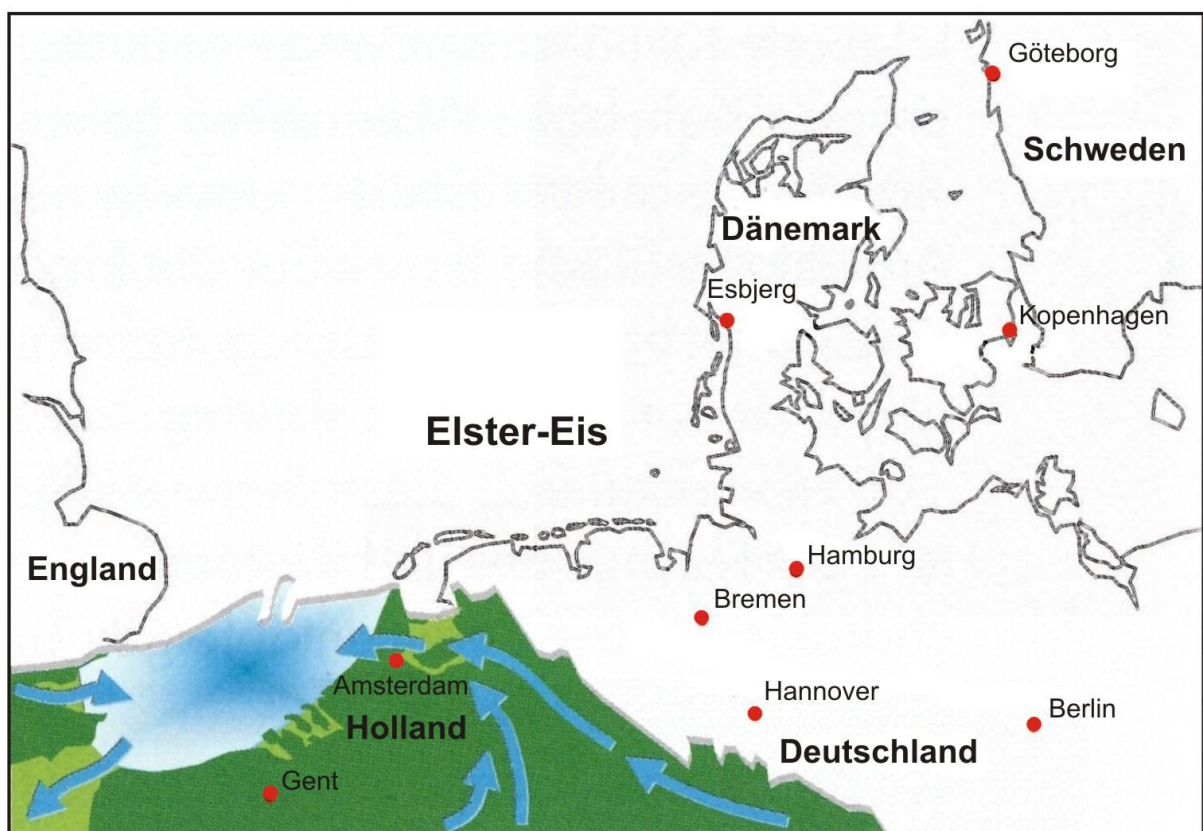 Göteborg
Schweden
Dänemark
Esbjerg
Kopenhagen
Elster-Eis
Hamburg
England
Bremen
Amsterdam
Hannover
Berlin
Holland
Deutschland
Gent